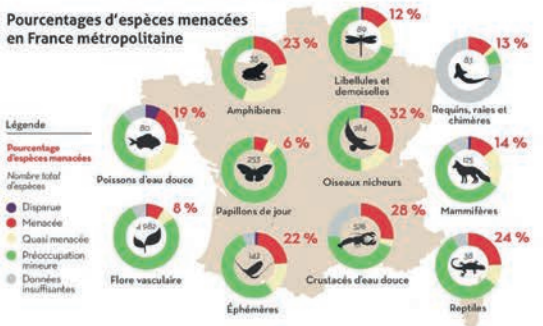 Pourcentages d'espèces menacées
en France métropolitaine
12 %
89
Libellules et
demoiselles
23 %
35
Amphibiens
13 %
83
Requins, raies et
chimères
Légende
Pourcentage
d'espèces menacées
Nombre total
d'espèces
Disparue
Menacée
Quasi menacée
Préoccupation
mineure
Données
insuffisantes
19 %
80
Poissons d'eau douce
6 %
253
Papillons de jour
32 %
284
Oiseaux nicheurs
14 %
125
Mammifères
8 %
4 982
Flore vasculaire
22 %
142
Éphémères
28 %
Crustacés d'eau douce
24 %
38
Reptiles